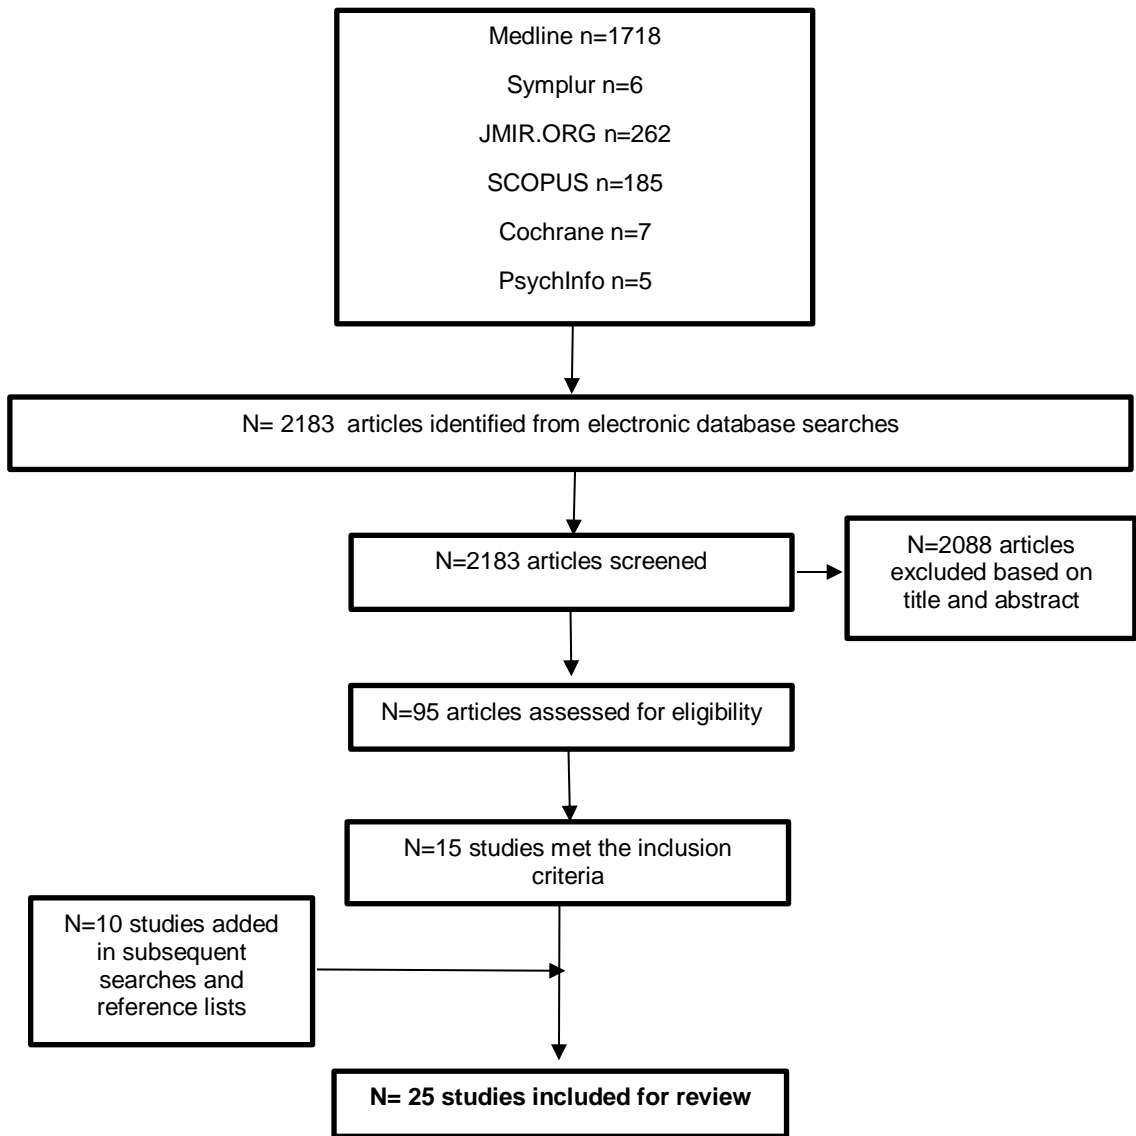 Medline n=1718
Symplur n=6
JMIR.ORG n=262
SCOPUS n=185
Cochrane n=7
PsychInfo n=5
N= 2183  articles identified from electronic database searches
N=2183 articles screened
N=2088 articles
excluded based on
title and abstract
N=95 articles assessed for eligibility
N=15 studies met the inclusion
criteria
N=10 studies added
in subsequent
searches and
reference lists
N= 25 studies included for review